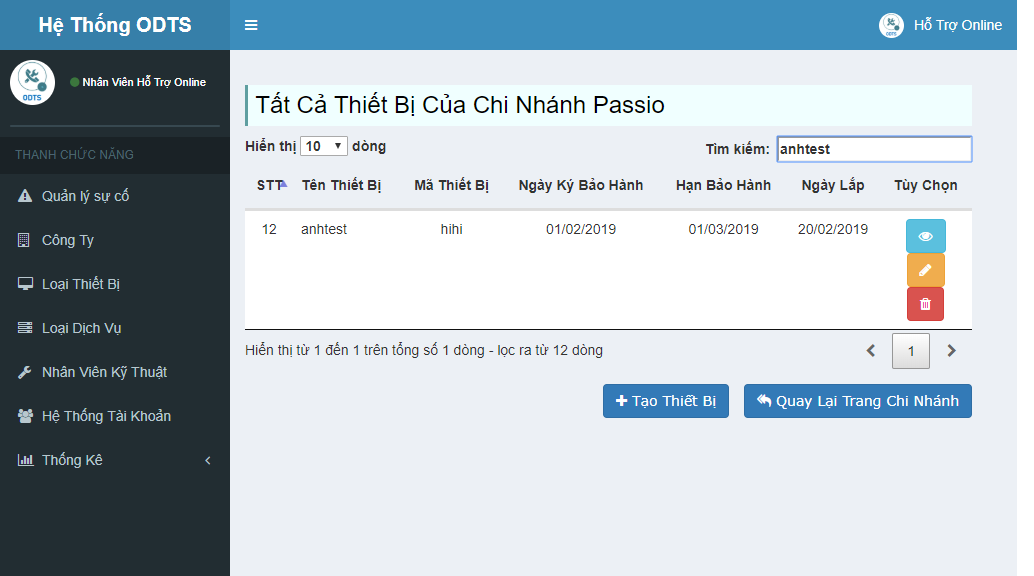 Hệ Thống ODTS
Hỗ Trợ Online
ODTS
Nhân Viên Hỗ Trợ Online
THANH CHỨC NĂNG
Quản lý sự cố
Công Ty
Loại Thiết Bị
Loại Dịch Vụ
Nhân Viên Kỹ Thuật
Hệ Thống Tài Khoản
Thống Kê
Tất Cả Thiết Bị Của Chi Nhánh Passio
Hiển thị 10 dòng
Tìm kiếm: anhtest
STT Tên Thiết Bị Mã Thiết Bị Ngày Ký Bảo Hành Hạn Bảo Hành Ngày Lắp Tùy Chọn
12 anhtest hihi 01/02/2019 01/03/2019 20/02/2019
Hiển thị từ 1 đến 1 trên tổng số 1 dòng - lọc ra từ 12 dòng
1
Tạo Thiết Bị
Quay Lại Trang Chi Nhánh